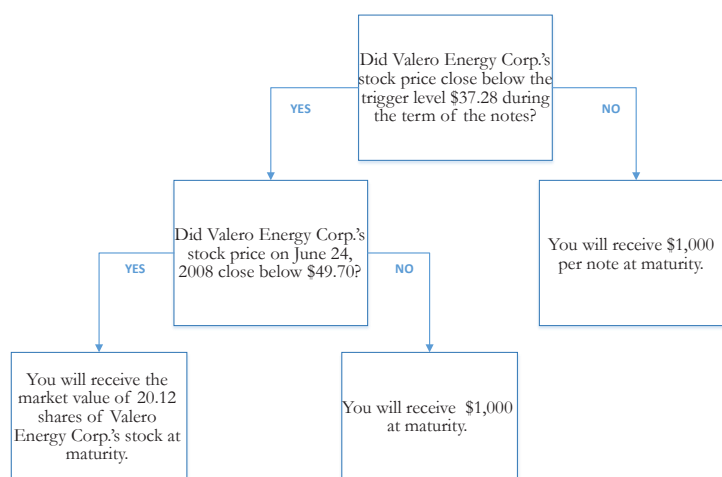 Did Valero Energy Corp.'s
stock price close below the
trigger level $37.28 during
the term of the notes?
YES
NO
Did Valero Energy Corp.'s
stock price on June 24,
2008 close below $49.70?
You will receive $1,000
per note at maturity.
YES
NO
You will receive the
market value of 20.12
shares of Valero
Energy Corp.'s stock at
maturity.
You will receive $1,000
at maturity.